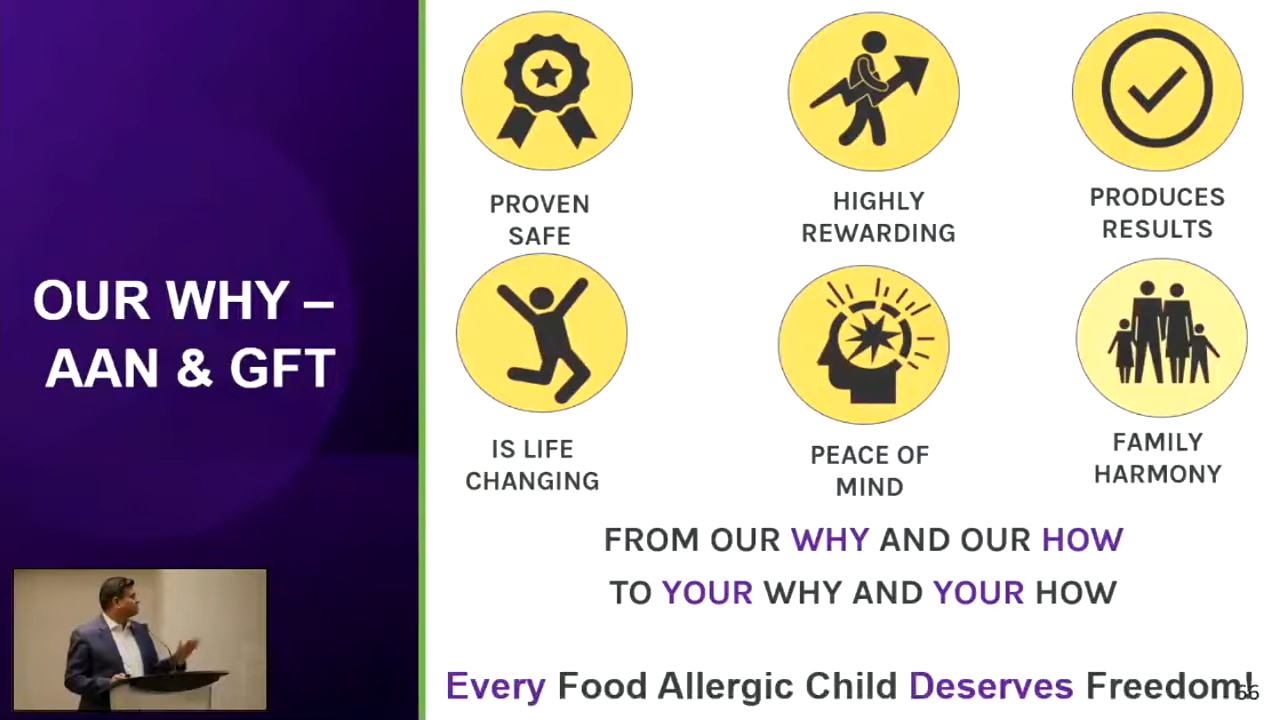 OUR WHY –
AAN & GFT
PROVEN
SAFE
HIGHLY
REWARDING
PRODUCES
RESULTS
IS LIFE
CHANGING
PEACE OF
MIND
FAMILY
HARMONY
FROM OUR WHY AND OUR HOW
TO YOUR WHY AND YOUR HOW
Every Food Allergic Child Deserves Freedom!